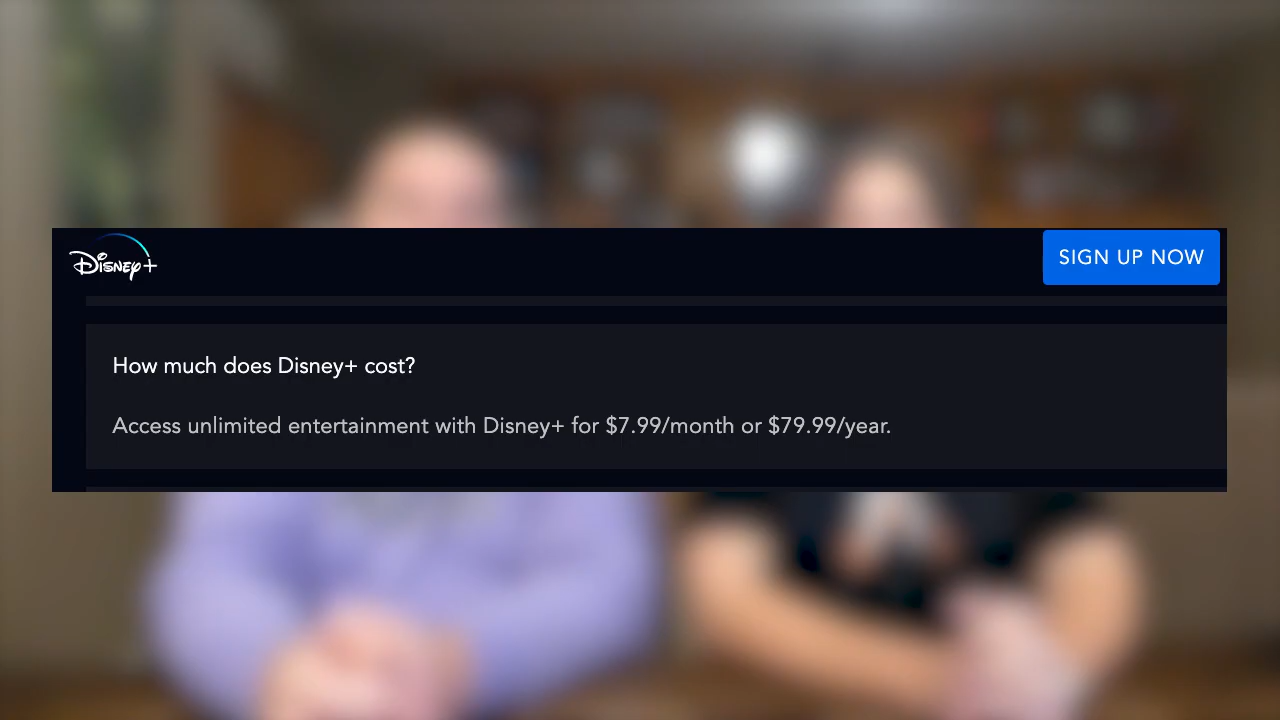 Disney+
SIGN UP NOW
How much does Disney+ cost?
Access unlimited entertainment with Disney+ for $7.99/month or $79.99/year.